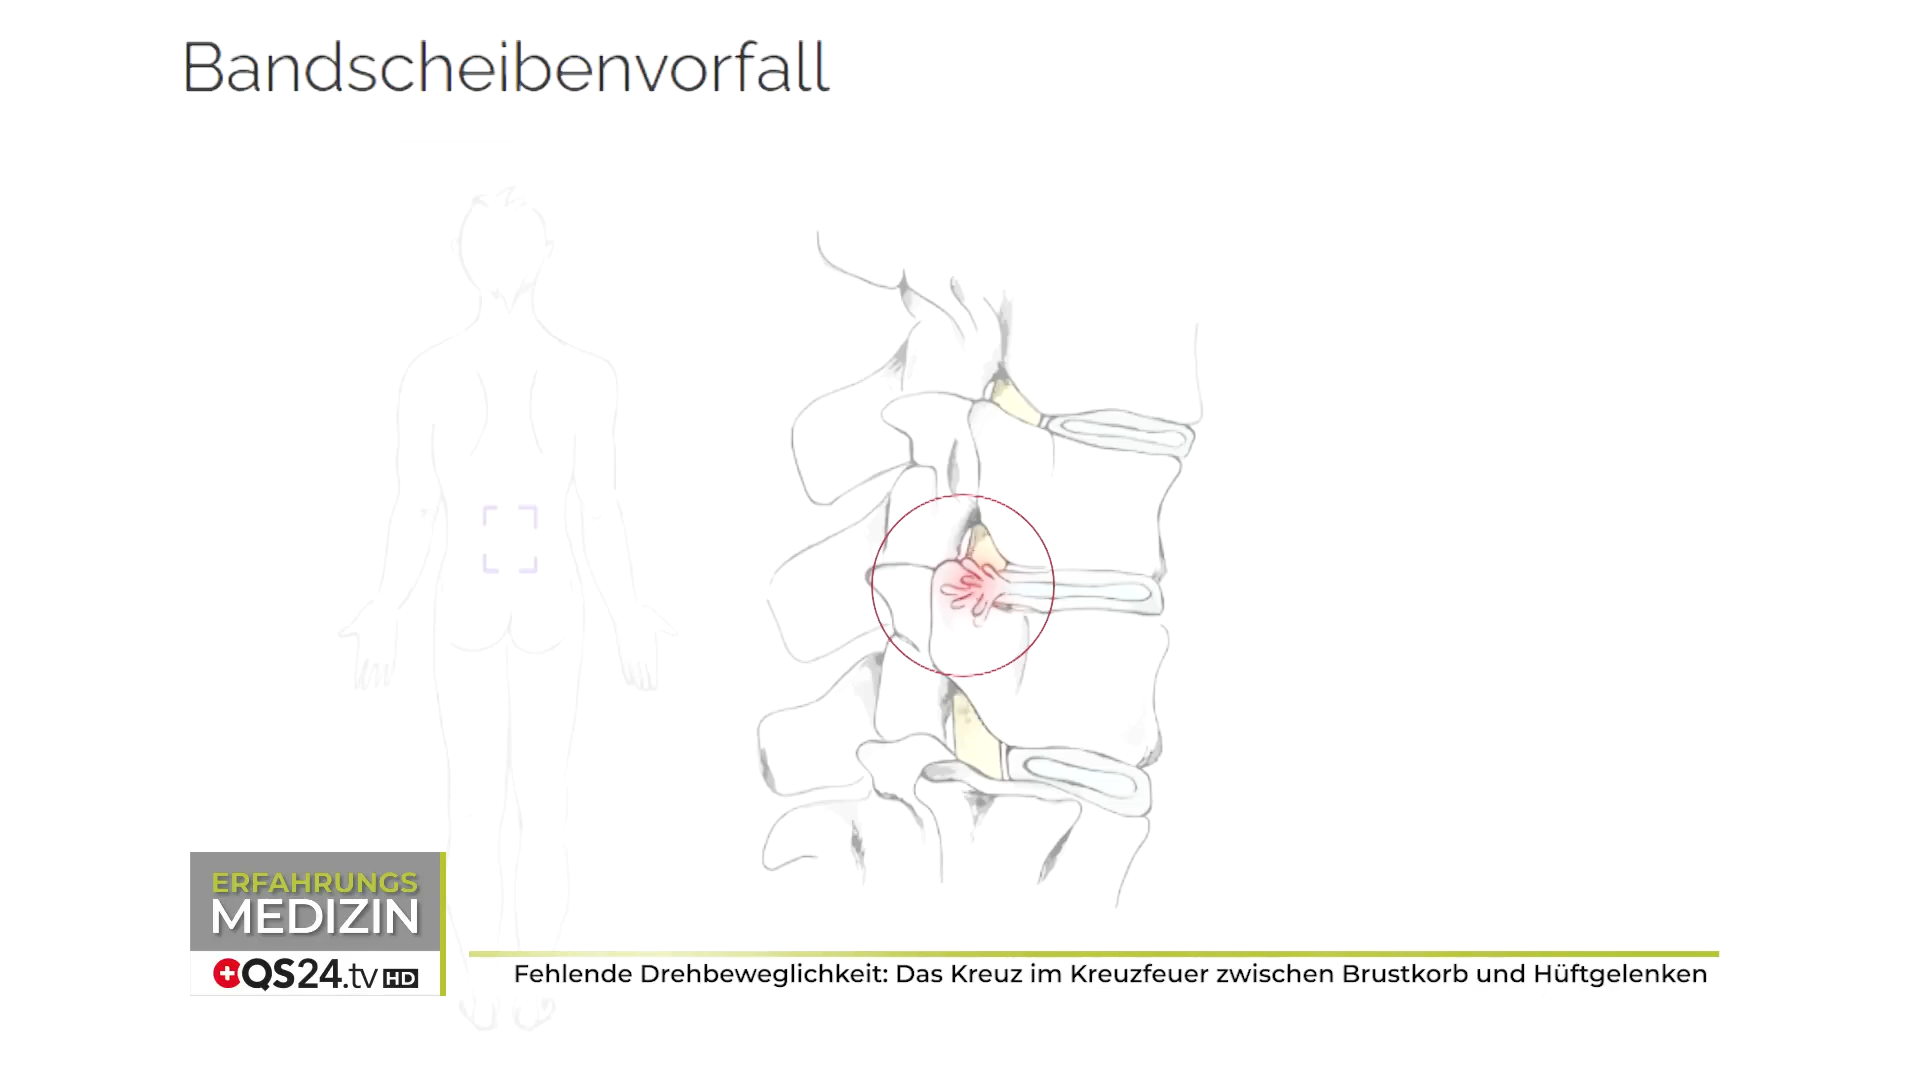 Bandscheibenvorfall
ERFAHRUNGS
MEDIZIN
QS24.tv HD
Fehlende Drehbeweglichkeit: Das Kreuz im Kreuzfeuer zwischen Brustkorb und Hüftgelenken